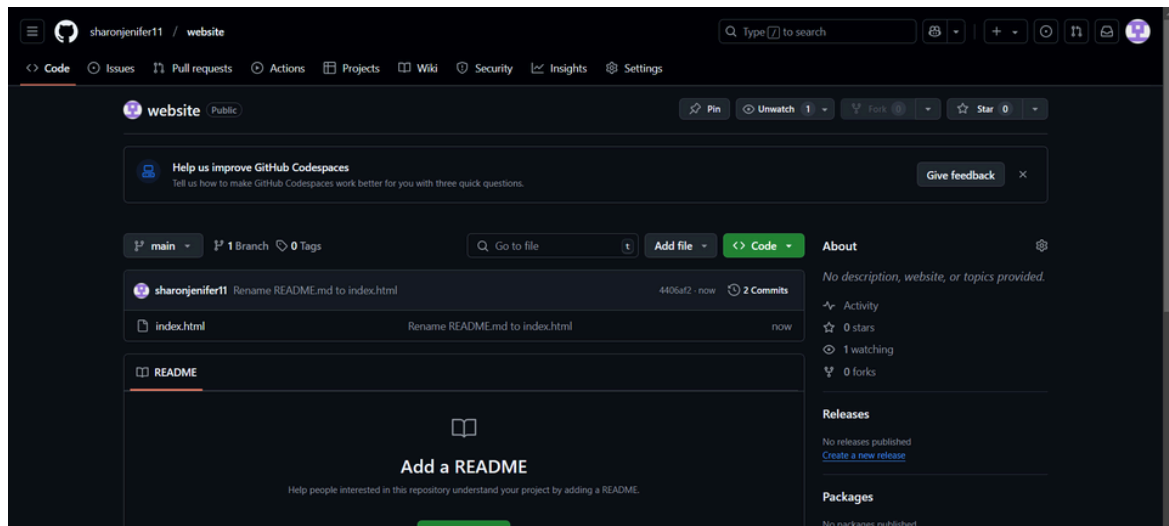 sharonjenifer11 / website
Type / to search
Code Issues Pull requests Actions Projects Wiki Security Insights Settings
website Public
Pin Unwatch 1 Fork 0 Star 0
Help us improve GitHub Codespaces
Tell us how to make GitHub Codespaces work better for you with three quick questions.
Give feedback
main 1 Branch 0 Tags Go to file t Add file Code
sharonjenifer11 Rename README.md to index.html 4406af2 · now 2 Commits
index.html Rename README.md to index.html now
README
Add a README
Help people interested in this repository understand your project by adding a README.
About
No description, website, or topics provided.
Activity
0 stars
1 watching
0 forks
Releases
No releases published
Create a new release
Packages
No packages published